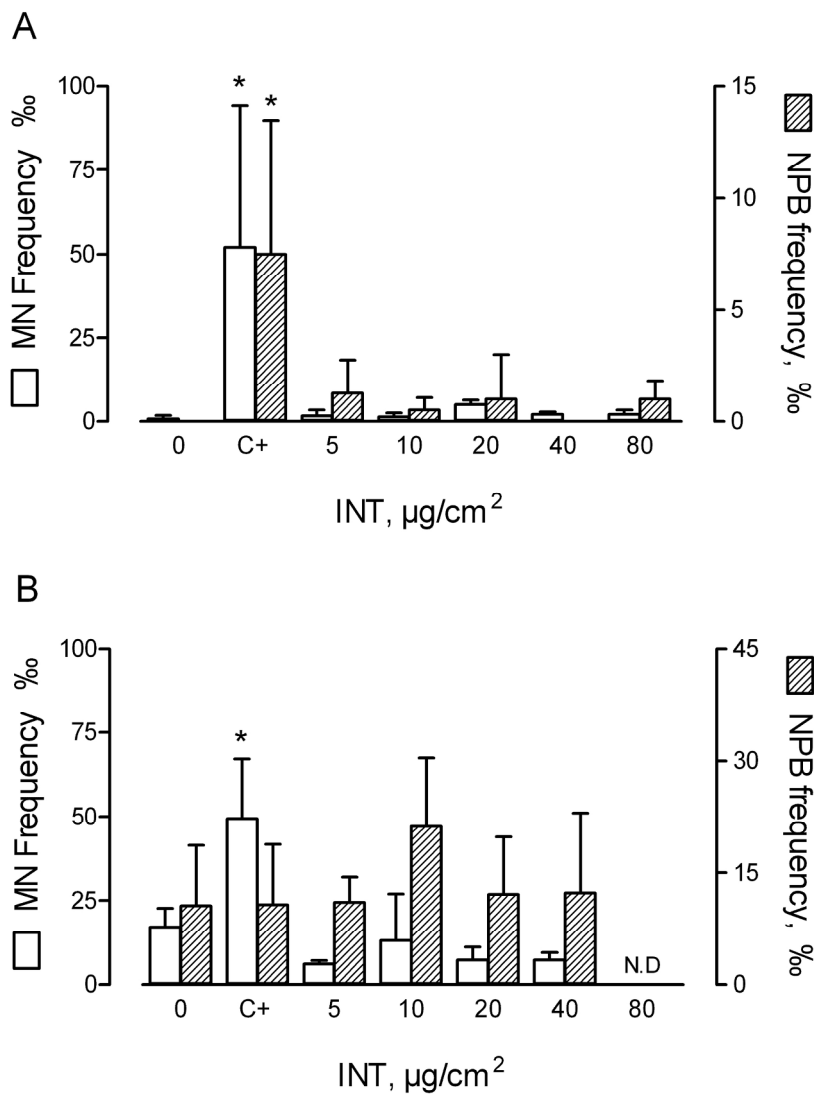 A
MN Frequency ‰
100
75
50
25
0
* *
15
10
5
0
NPB frequency, ‰
0 C+ 5 10 20 40 80
INT, µg/cm²
B
MN Frequency ‰
100
75
50
25
0
*
N.D
45
30
15
0
NPB frequency, ‰
0 C+ 5 10 20 40 80
INT, µg/cm²